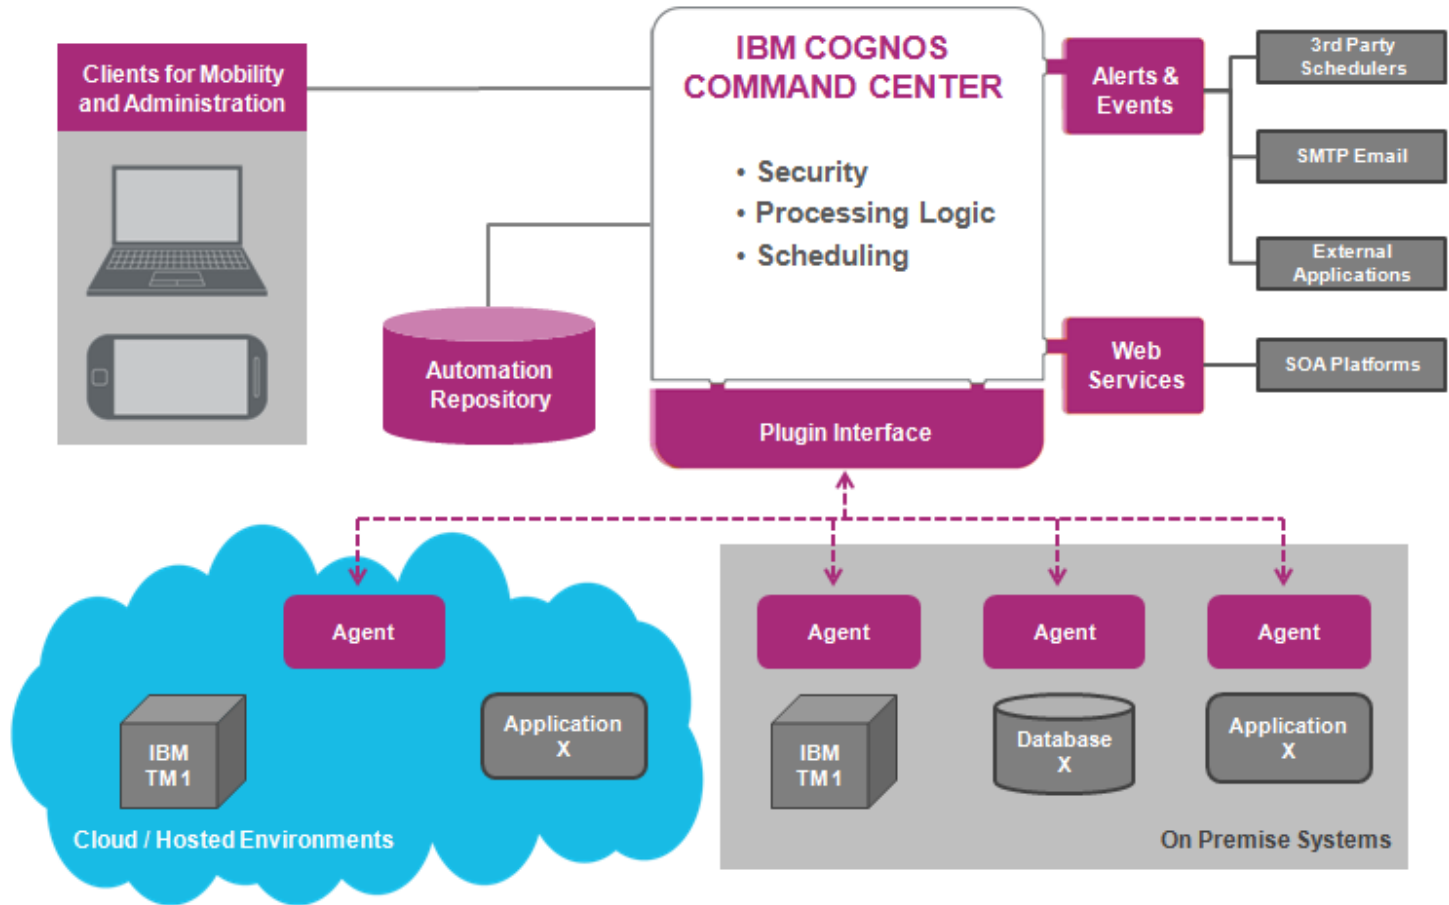 IBM COGNOS
COMMAND CENTER
• Security
• Processing Logic
• Scheduling
Clients for Mobility
and Administration
Automation
Repository
Alerts &
Events
3rd Party
Schedulers
SMTP Email
External
Applications
Web
Services
SOA Platforms
Plugin Interface
Agent
IBM
TM1
Application
X
Cloud / Hosted Environments
Agent
Agent
Agent
IBM
TM1
Database
X
Application
X
On Premise Systems